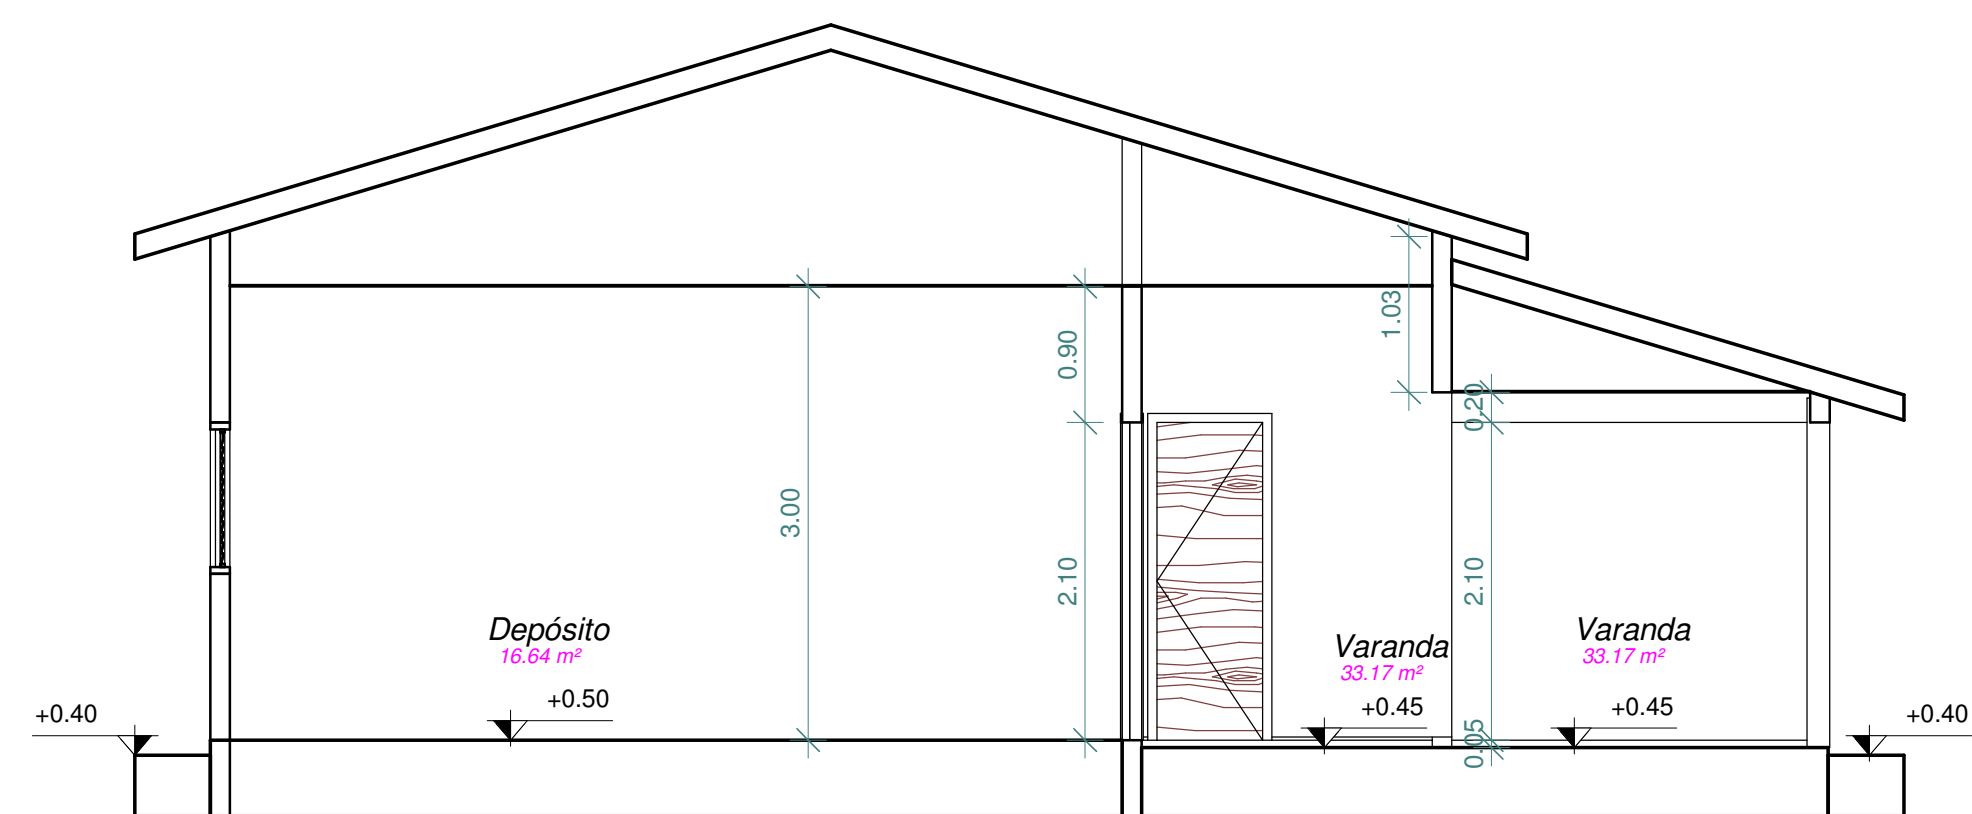 1.03
0.90
0.20
3.00
2.10
2.10
Depósito
16.64 m²
Varanda
33.17 m²
Varanda
33.17 m²
+0.40
+0.50
+0.45
+0.45
+0.40
0.05